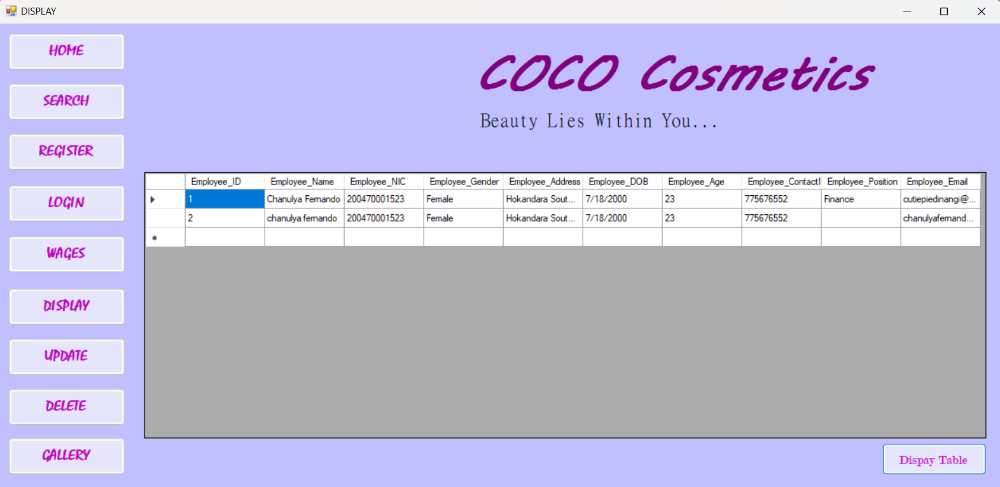 DISPLAY
HOME
SEARCH
REGISTER
LOGIN
WAGES
DISPLAY
UPDATE
DELETE
GALLERY
COCO Cosmetics
Beauty Lies Within You...
Employee_ID Employee_Name Employee_NIC Employee_Gender Employee_Address Employee_DOB Employee_Age Employee_Contact Employee_Position Employee_Email
1 Chanulya Fernando 200470001523 Female Hokandara Sout... 7/18/2000 23 775676552 Finance cutiepiedinangi@...
2 chanulya fernando 200470001523 Female Hokandara Sout... 7/18/2000 23 775676552 chanulyafernand...
Dispay Table